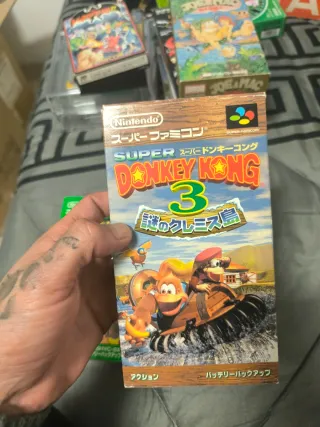 JOE & MAC
Nintendo
スーパーファミコン
SUPER スーパードンキーコング
DONKEY KONG
3
謎のクレミス島
アクション
バッテリーバックアップ